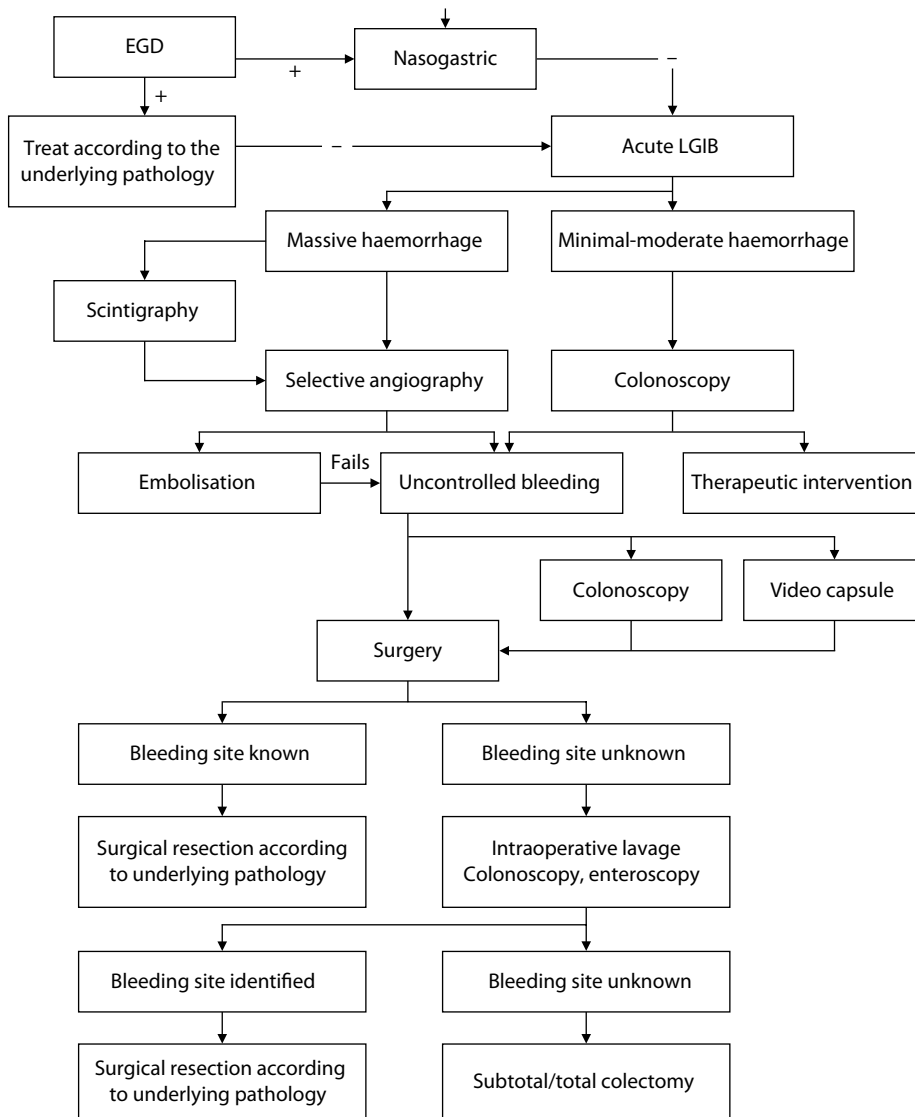 EGD
+
Nasogastric
–
+
Treat according to the
underlying pathology
–
Acute LGIB
Massive haemorrhage
Minimal-moderate haemorrhage
Scintigraphy
Selective angiography
Colonoscopy
Embolisation
Fails
Uncontrolled bleeding
Therapeutic intervention
Colonoscopy
Video capsule
Surgery
Bleeding site known
Bleeding site unknown
Surgical resection according
to underlying pathology
Intraoperative lavage
Colonoscopy, enteroscopy
Bleeding site identified
Bleeding site unknown
Surgical resection according
to underlying pathology
Subtotal/total colectomy